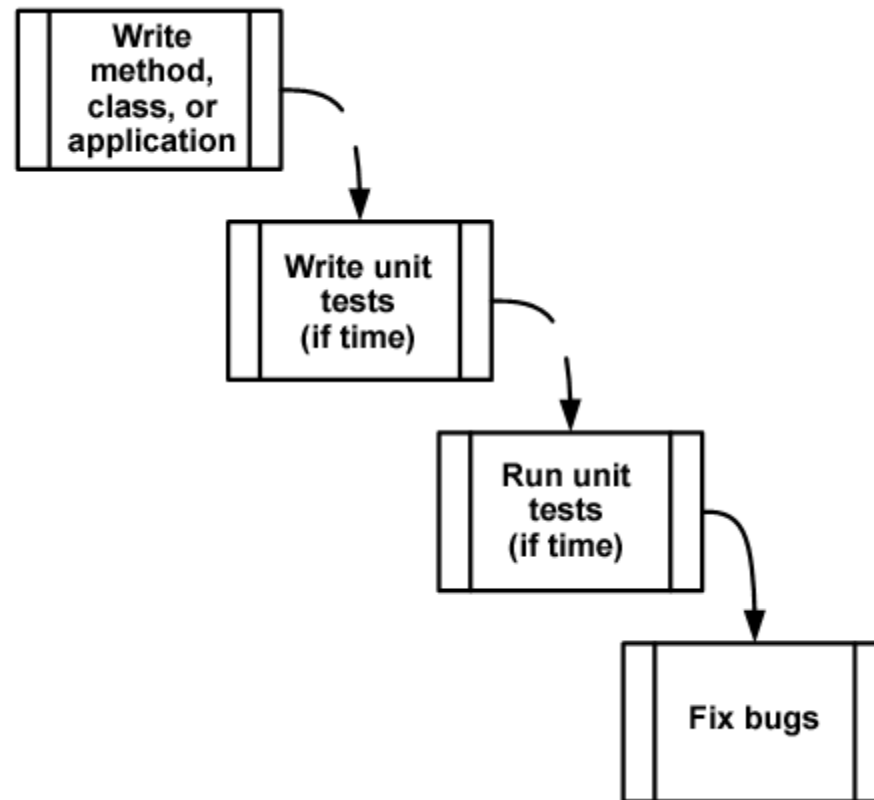 Write
method,
class, or
application
Write unit
tests
(if time)
Run unit
tests
(if time)
Fix bugs